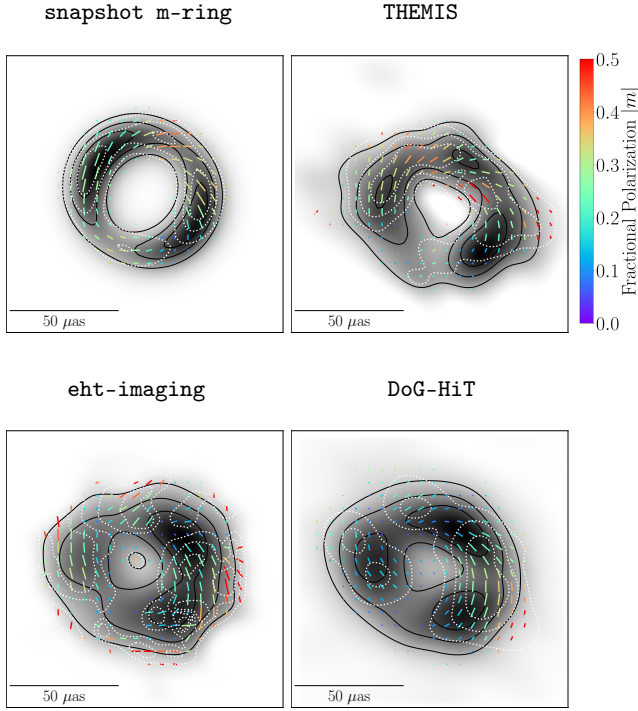 snapshot m-ring
THEMIS
50 μas
50 μas
0.5
0.4
0.3
0.2
0.1
0.0
Fractional Polarization |m|
eht-imaging
DoG-HiT
50 μas
50 μas